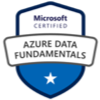 Microsoft
CERTIFIED
AZURE DATA
FUNDAMENTALS